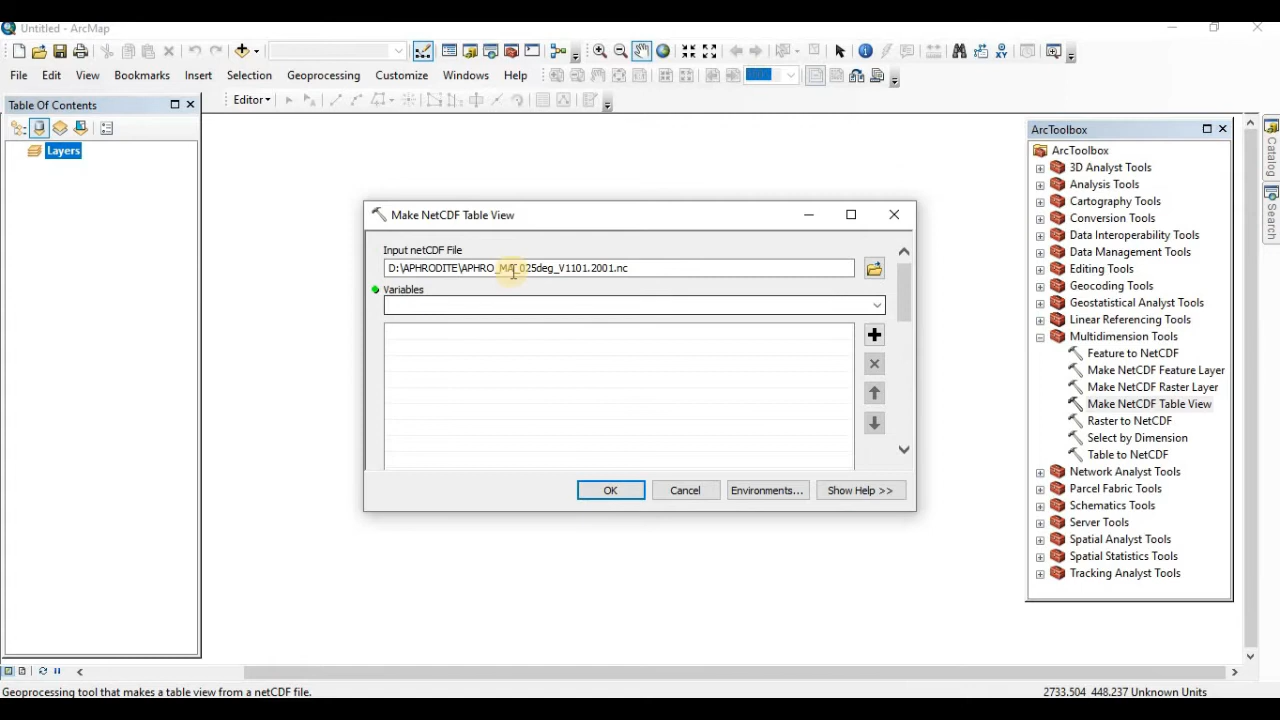 Untitled - ArcMap
File Edit View Bookmarks Insert Selection Geoprocessing Customize Windows Help
Editor
Table Of Contents
Layers
Make NetCDF Table View
Input netCDF File
D:\APHRODITE\APHRO_MA_025deg_V1101.2001.nc
Variables
OK Cancel Environments... Show Help >>
ArcToolbox
ArcToolbox
3D Analyst Tools
Analysis Tools
Cartography Tools
Conversion Tools
Data Interoperability Tools
Data Management Tools
Editing Tools
Geocoding Tools
Geostatistical Analyst Tools
Linear Referencing Tools
Multidimension Tools
Feature to NetCDF
Make NetCDF Feature Layer
Make NetCDF Raster Layer
Make NetCDF Table View
Raster to NetCDF
Select by Dimension
Table to NetCDF
Network Analyst Tools
Parcel Fabric Tools
Schematics Tools
Server Tools
Spatial Analyst Tools
Spatial Statistics Tools
Tracking Analyst Tools
Catalog
Search
Geoprocessing tool that makes a table view from a netCDF file.
2733.504 448.237 Unknown Units